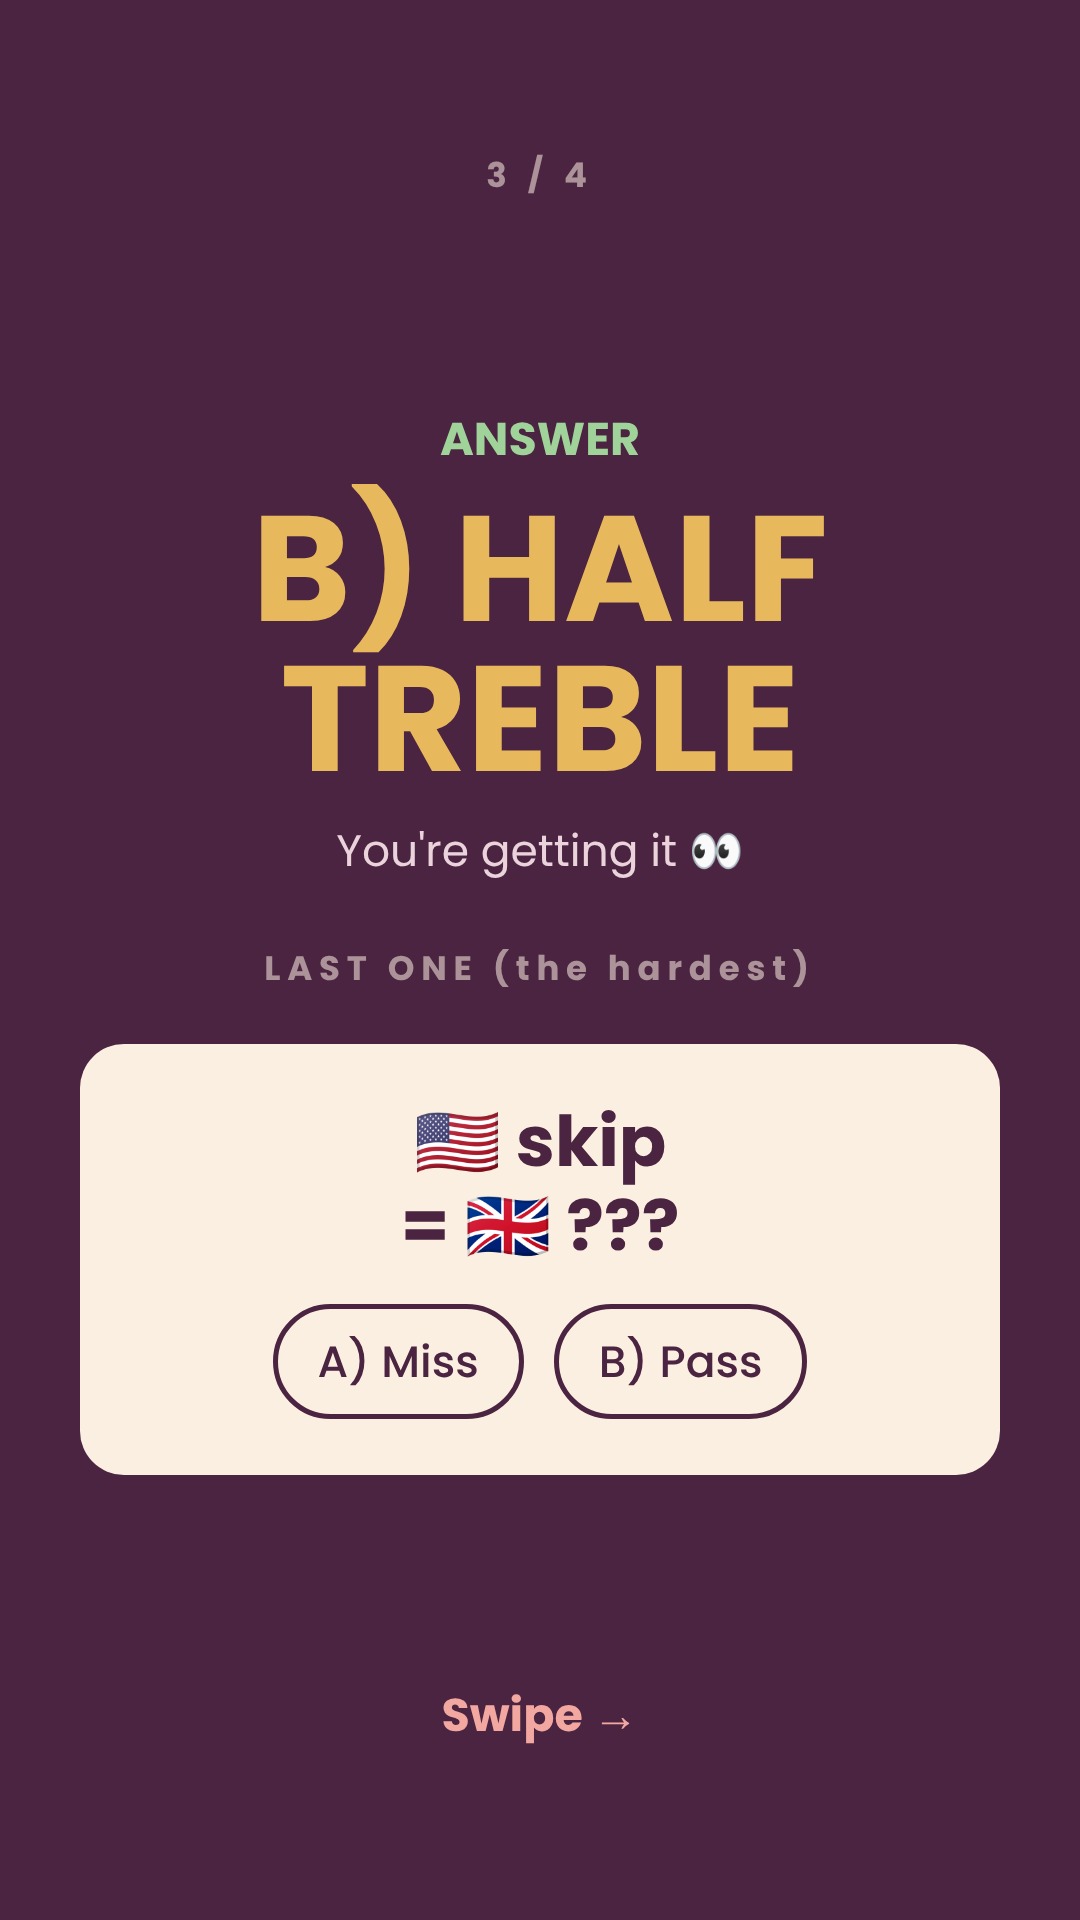 3 / 4
ANSWER
B) HALF
TREBLE
You're getting it 👀
LAST ONE (the hardest)
🇺🇸 skip
= 🇬🇧 ???
A) Miss
B) Pass
Swipe →